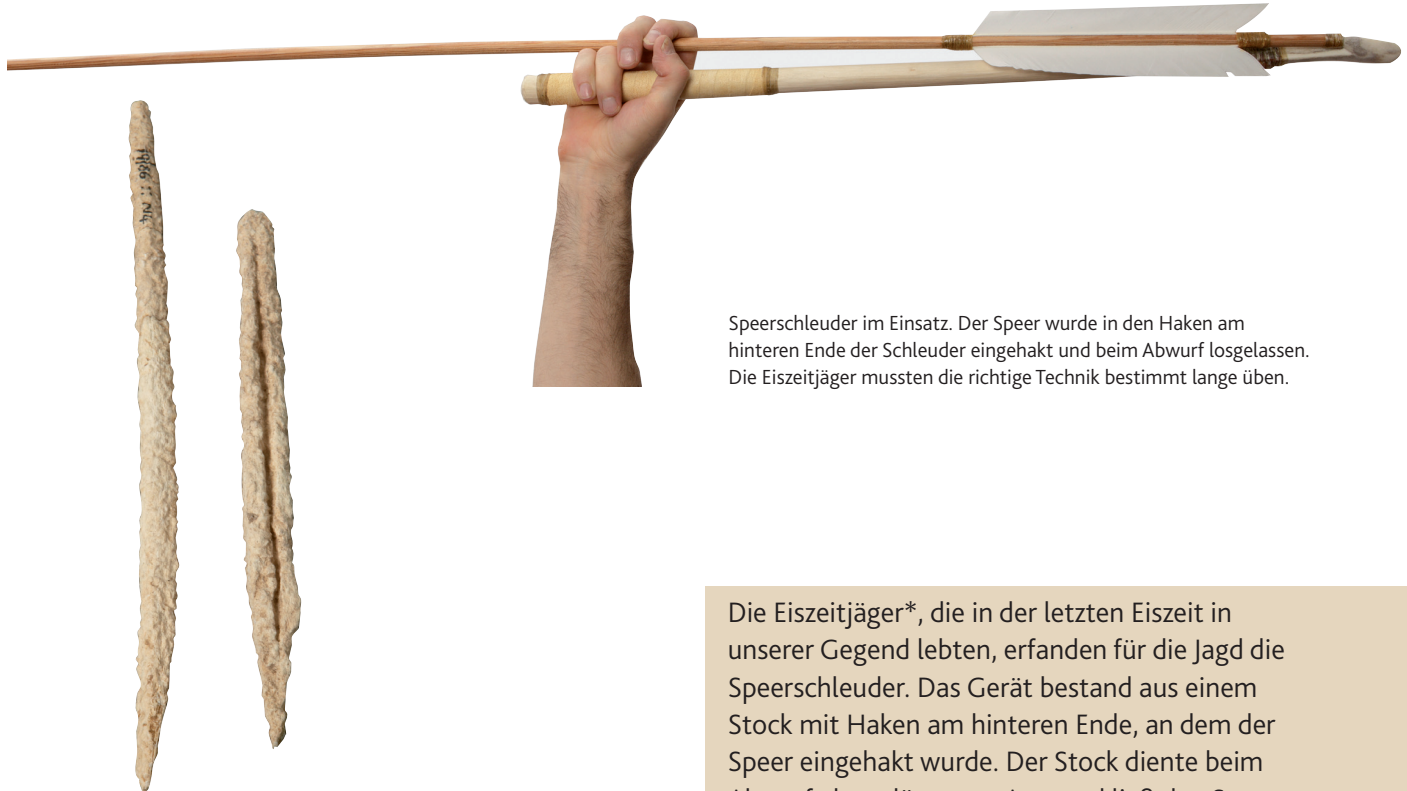 Speerschleuder im Einsatz. Der Speer wurde in den Haken am
hinteren Ende der Schleuder eingehakt und beim Abwurf losgelassen.
Die Eiszeitjäger mussten die richtige Technik bestimmt lange üben.
Die Eiszeitjäger*, die in der letzten Eiszeit in
unserer Gegend lebten, erfanden für die Jagd die
Speerschleuder. Das Gerät bestand aus einem
Stock mit Haken am hinteren Ende, an dem der
Speer eingehakt wurde. Der Stock diente beim